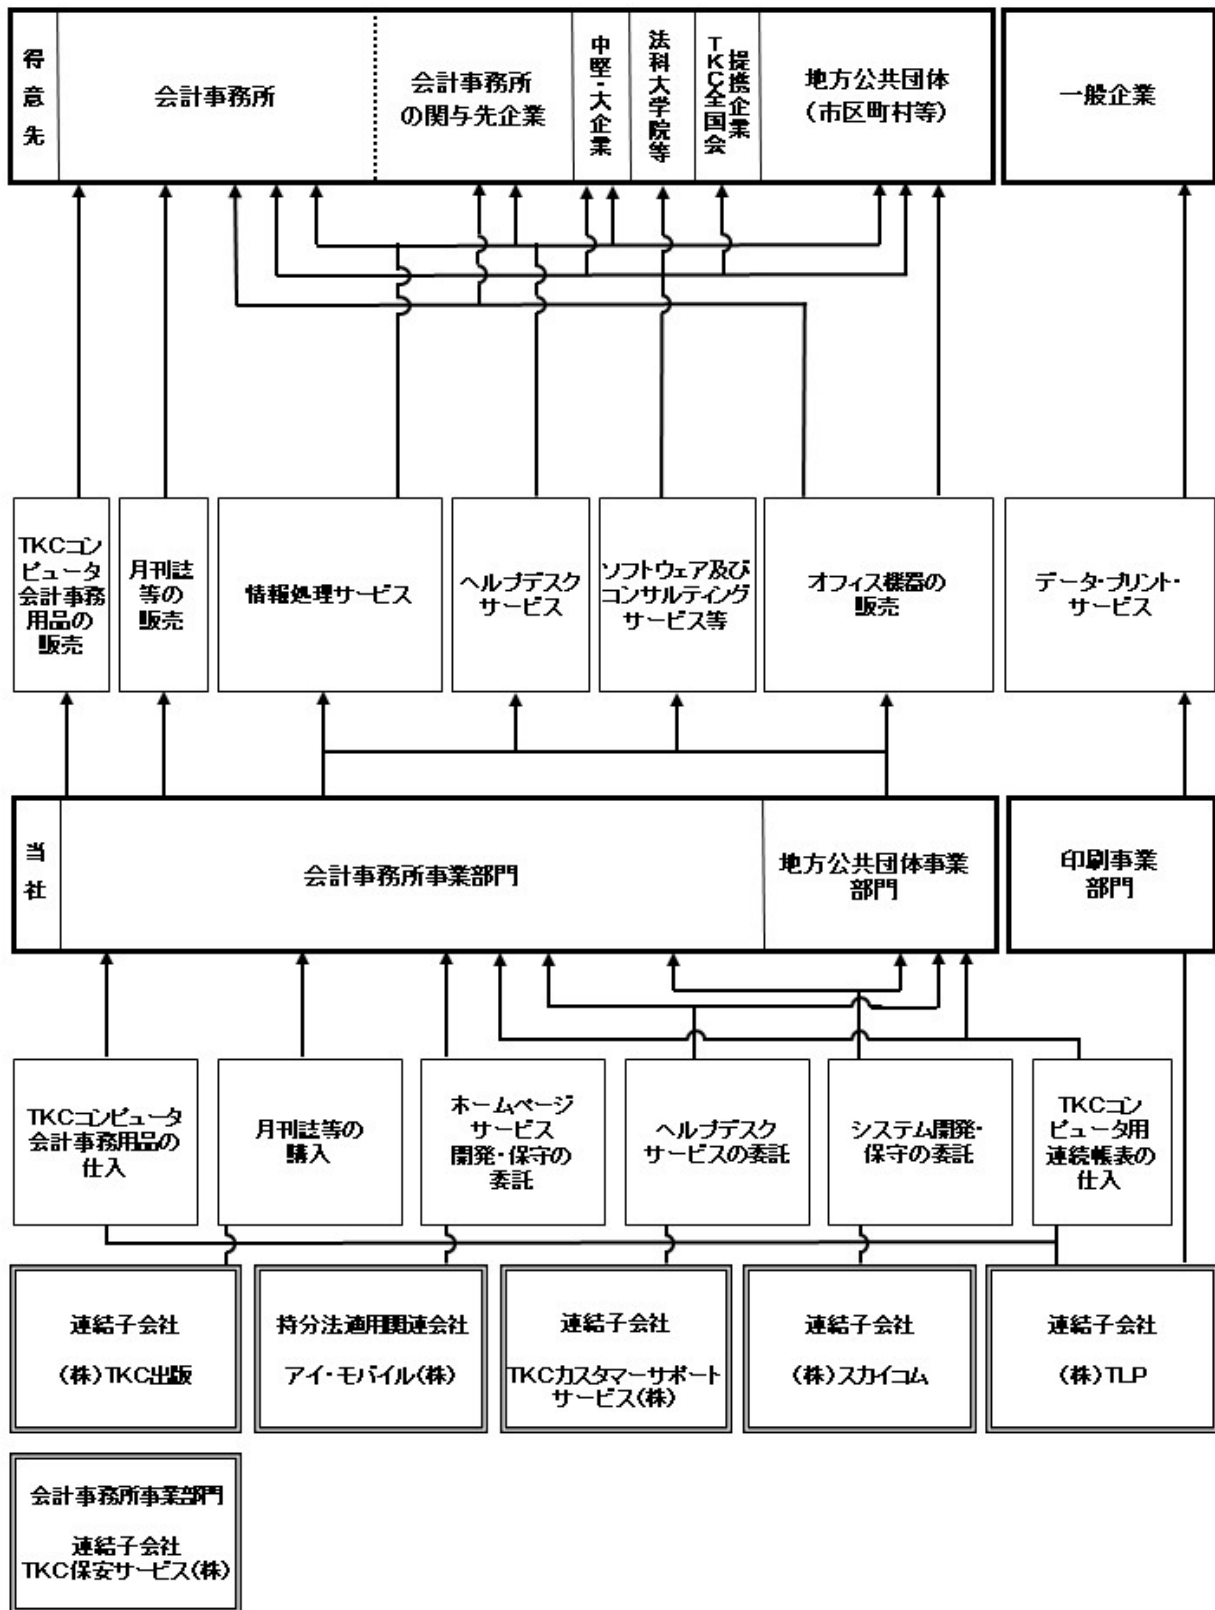 得意先
会計事務所
会計事務所
の関与先企業
中堅・大企業
法科大学院等
TKC全国会
提携企業
地方公共団体
(市区町村等)
一般企業
TKCコン
ピュータ
会計事務
用品の
販売
月刊誌
等の
販売
情報処理サービス
ヘルプデスク
サービス
ソフトウェア及び
コンサルティング
サービス等
オフィス機器の
販売
データ・プリント・
サービス
当社
会計事務所事業部門
地方公共団体事業
部門
印刷事業
部門
TKCコンピュータ
会計事務用品の
仕入
月刊誌等の
購入
ホームページ
サービス
開発・保守の
委託
ヘルプデスク
サービスの委託
システム開発・
保守の委託
TKCコン
ピュータ用
連続帳表の
仕入
連結子会社
(株)TKC出版
持分法適用関連会社
アイ・モバイル(株)
連結子会社
TKCカスタマーサポート
サービス(株)
連結子会社
(株)スカイコム
連結子会社
(株)TLP
会計事務所事業部門
連結子会社
TKC保安サービス(株)